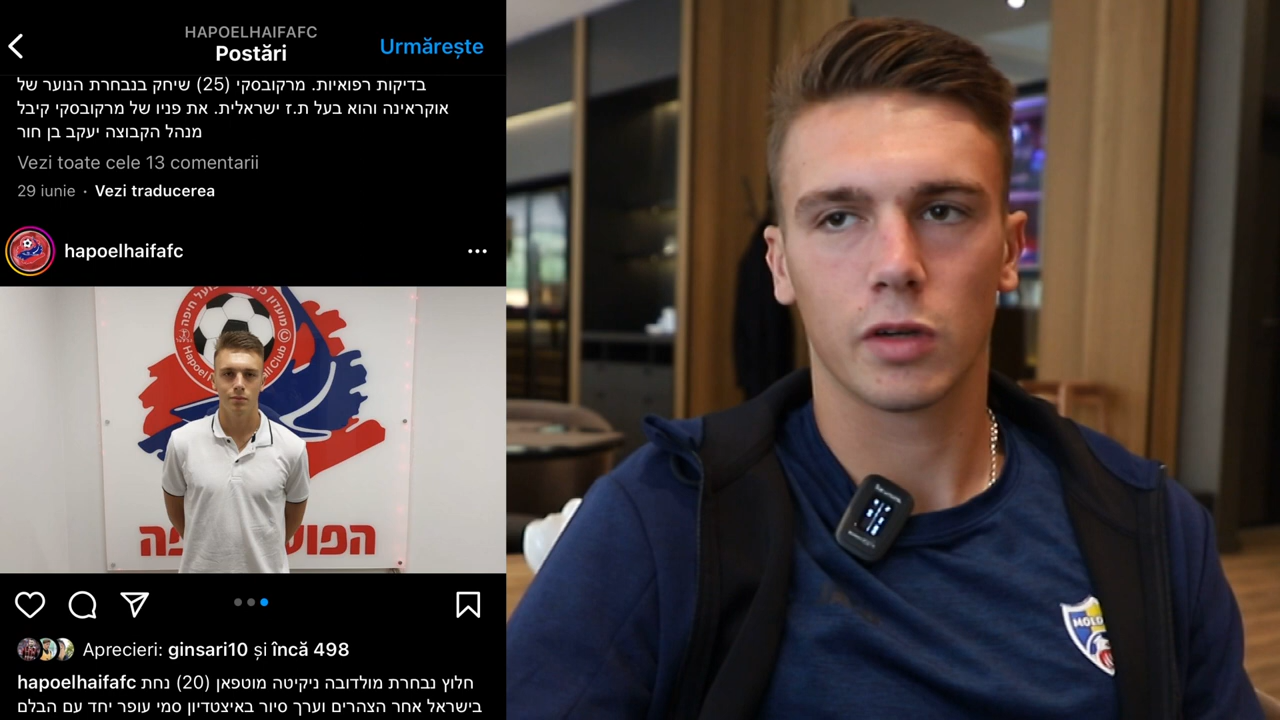 HAPOELHAIFAFC
Postări
Urmărește
בדיקות רפואיות. מרקובסקי (25) שיחק בנבחרת הנוער של
אוקראינה והוא בעל ת.ז ישראלית. את פניו של מרקובסקי קיבל
מנהל הקבוצה יעקב בן חור
Vezi toate cele 13 comentarii
29 iunie · Vezi traducerea
hapoelhaifafc
Aprecieri: ginsari10 și încă 498
hapoelhaifafc חלוץ נבחרת מולדובה ניקיטה מוטפאן (20) נחת
בישראל אחר הצהרים וערך סיור באיצטדיון סמי עופר יחד עם הבלם